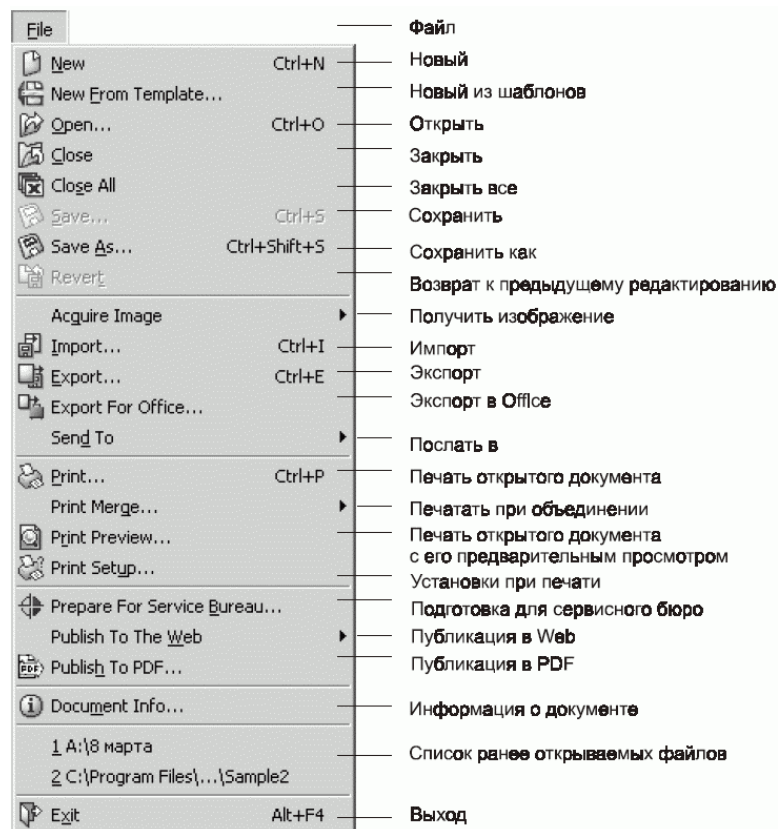 File Файл
New Ctrl+N Новый
New From Template... Новый из шаблонов
Open... Ctrl+O Открыть
Close Закрыть
Close All Закрыть все
Save... Ctrl+S Сохранить
Save As... Ctrl+Shift+S Сохранить как
Revert Возврат к предыдущему редактированию
Acquire Image Получить изображение
Import... Ctrl+I Импорт
Export... Ctrl+E Экспорт
Export For Office... Экспорт в Office
Send To Послать в
Print... Ctrl+P Печать открытого документа
Print Merge... Печатать при объединении
Print Preview... Печать открытого документа
с его предварительным просмотром
Print Setup... Установки при печати
Prepare For Service Bureau... Подготовка для сервисного бюро
Publish To The Web Публикация в Web
PDF Publish To PDF... Публикация в PDF
Document Info... Информация о документе
1 A:\8 марта
Список ранее открываемых файлов
2 C:\Program Files\...\Sample2
Exit Alt+F4 Выход